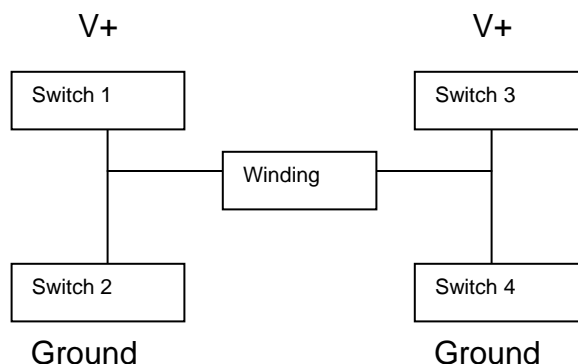 V+
V+
Switch 1
Switch 3
Winding
Switch 2
Switch 4
Ground
Ground